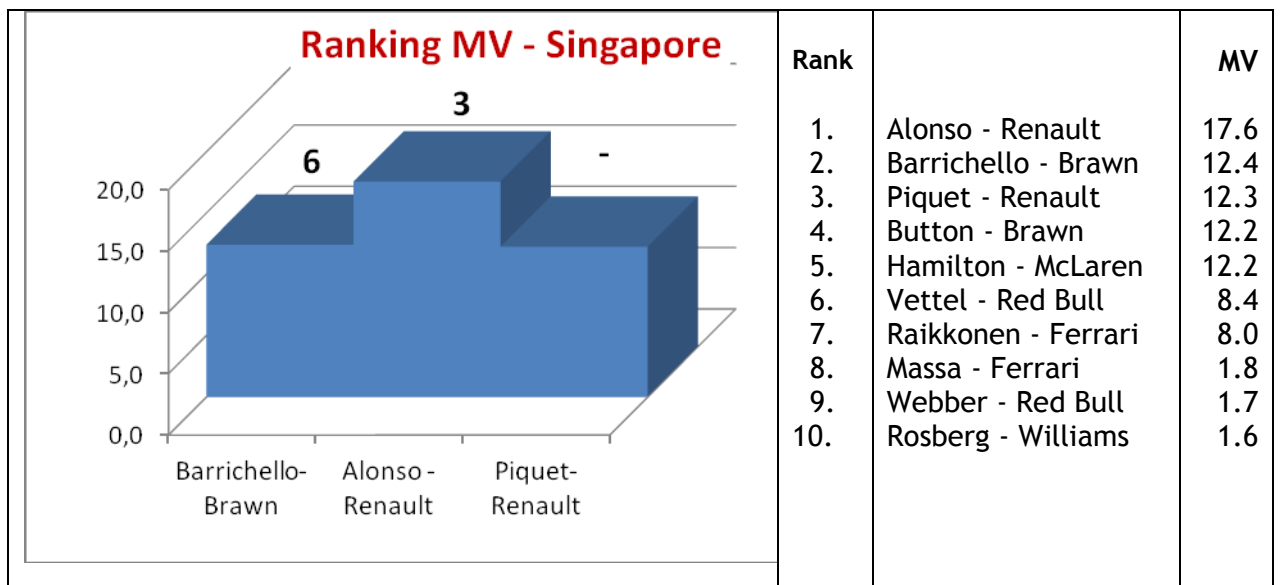 Ranking MV - Singapore
3
6
-
20,0
15,0
10,0
5,0
0,0
Barrichello- Alonso - Piquet-
Brawn Renault Renault
Rank MV
1. Alonso - Renault 17.6
2. Barrichello - Brawn 12.4
3. Piquet - Renault 12.3
4. Button - Brawn 12.2
5. Hamilton - McLaren 12.2
6. Vettel - Red Bull 8.4
7. Raikkonen - Ferrari 8.0
8. Massa - Ferrari 1.8
9. Webber - Red Bull 1.7
10. Rosberg - Williams 1.6